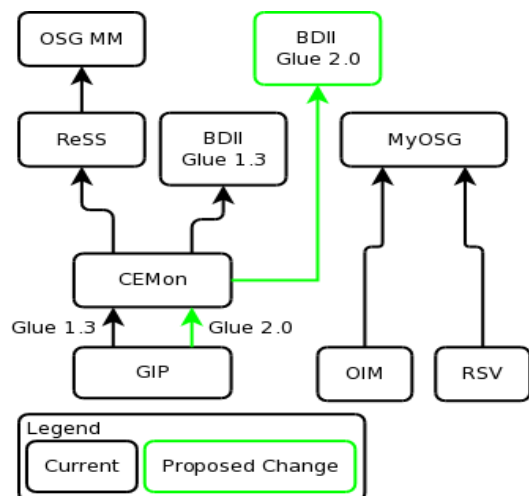 OSG MM
BDII
Glue 2.0
ReSS
BDII
Glue 1.3
MyOSG
CEMon
Glue 1.3
Glue 2.0
GIP
OIM
RSV
Legend
Current
Proposed Change